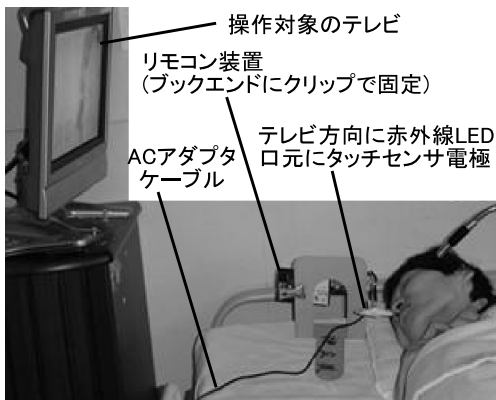 操作対象のテレビ
リモコン装置
(ブックエンドにクリップで固定)
テレビ方向に赤外線LED
口元にタッチセンサ電極
ACアダプタ
ケーブル